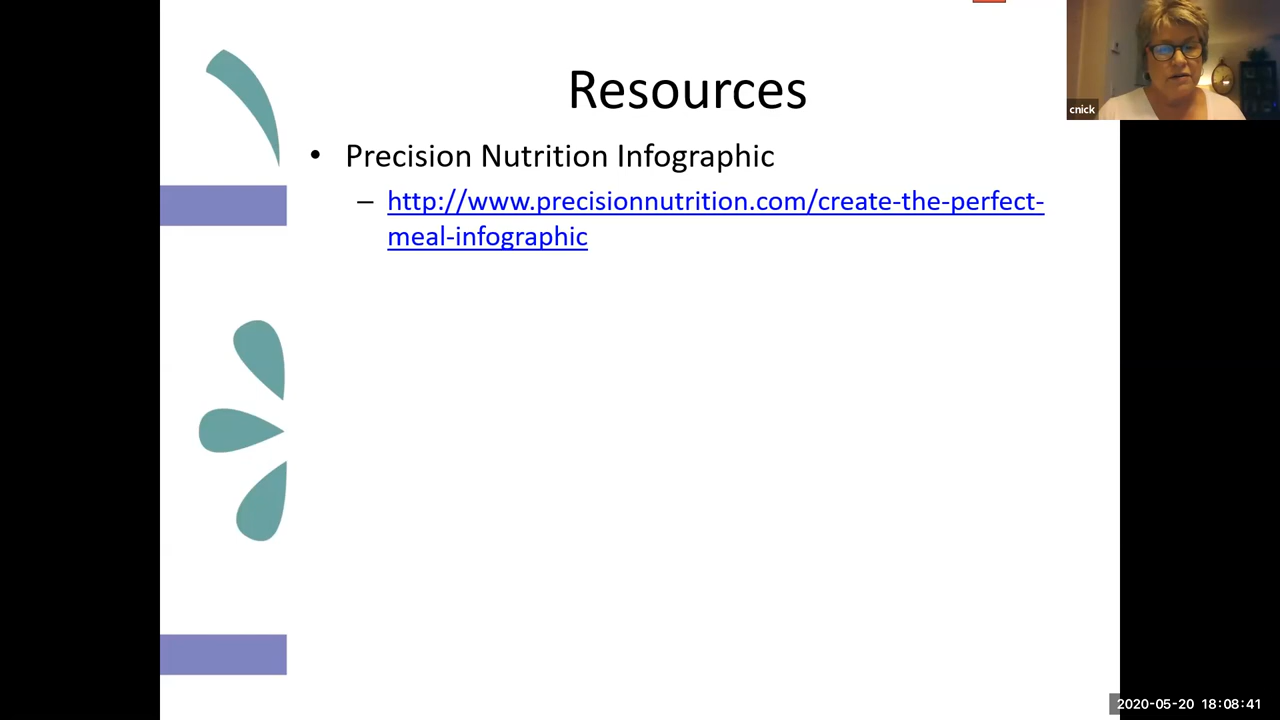 Resources
cnick
• Precision Nutrition Infographic
– http://www.precisionnutrition.com/create-the-perfect-
meal-infographic
2020-05-20 18:08:41